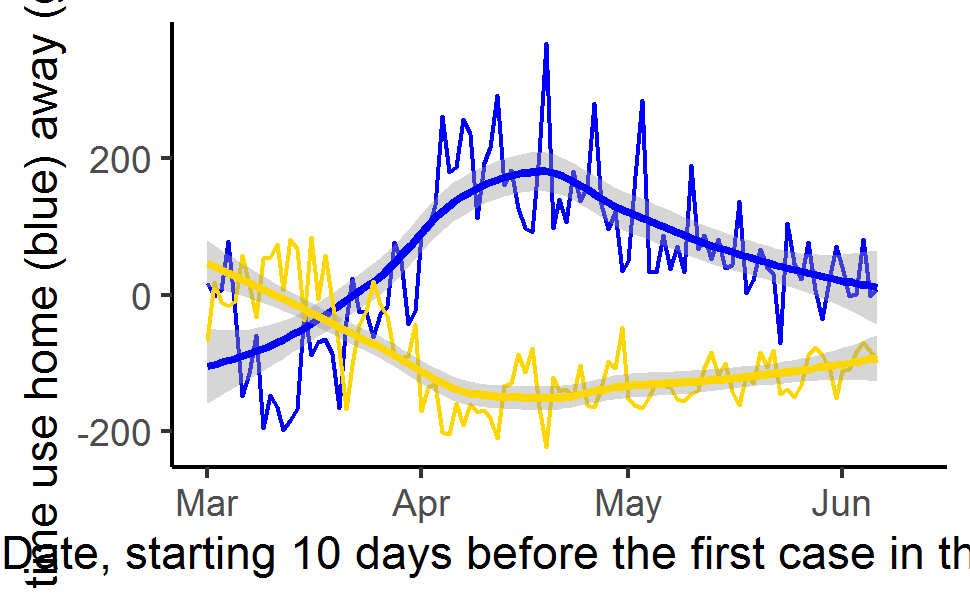 time use home (blue) away (
200
0
-200
Mar Apr May Jun
Date, starting 10 days before the first case in th